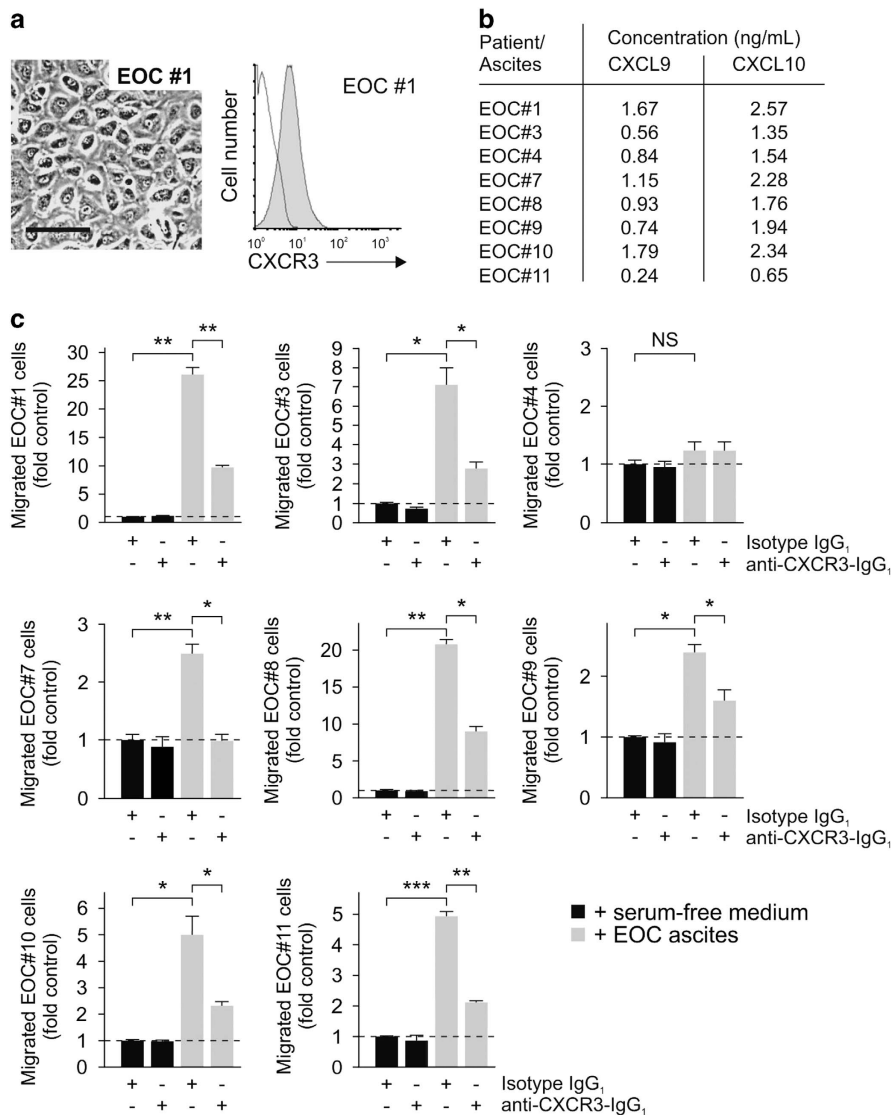 a
EOC #1
EOC #1
Cell number
10⁰ 10¹ 10² 10³
CXCR3
b
Patient/ Concentration (ng/mL)
Ascites CXCL9 CXCL10
EOC#1 1.67 2.57
EOC#3 0.56 1.35
EOC#4 0.84 1.54
EOC#7 1.15 2.28
EOC#8 0.93 1.76
EOC#9 0.74 1.94
EOC#10 1.79 2.34
EOC#11 0.24 0.65
c
Migrated EOC#1 cells
(fold control)
30
25
20
15
10
5
0
** **
+ - + -
- + - +
Migrated EOC#3 cells
(fold control)
9
8
7
6
5
4
3
2
1
0
* *
+ - + -
- + - +
Migrated EOC#4 cells
(fold control)
3
2
1
0
NS
+ - + - Isotype IgG₁
- + - + anti-CXCR3-IgG₁
Migrated EOC#7 cells
(fold control)
3
2
1
0
** *
+ - + -
- + - +
Migrated EOC#8 cells
(fold control)
20
10
0
** *
+ - + -
- + - +
Migrated EOC#9 cells
(fold control)
2
1
0
* *
+ - + - Isotype IgG₁
- + - + anti-CXCR3-IgG₁
Migrated EOC#10 cells
(fold control)
6
5
4
3
2
1
0
* *
+ - + -
- + - +
Migrated EOC#11 cells
(fold control)
5
4
3
2
1
0
*** **
+ - + - Isotype IgG₁
- + - + anti-CXCR3-IgG₁
+ serum-free medium
+ EOC ascites